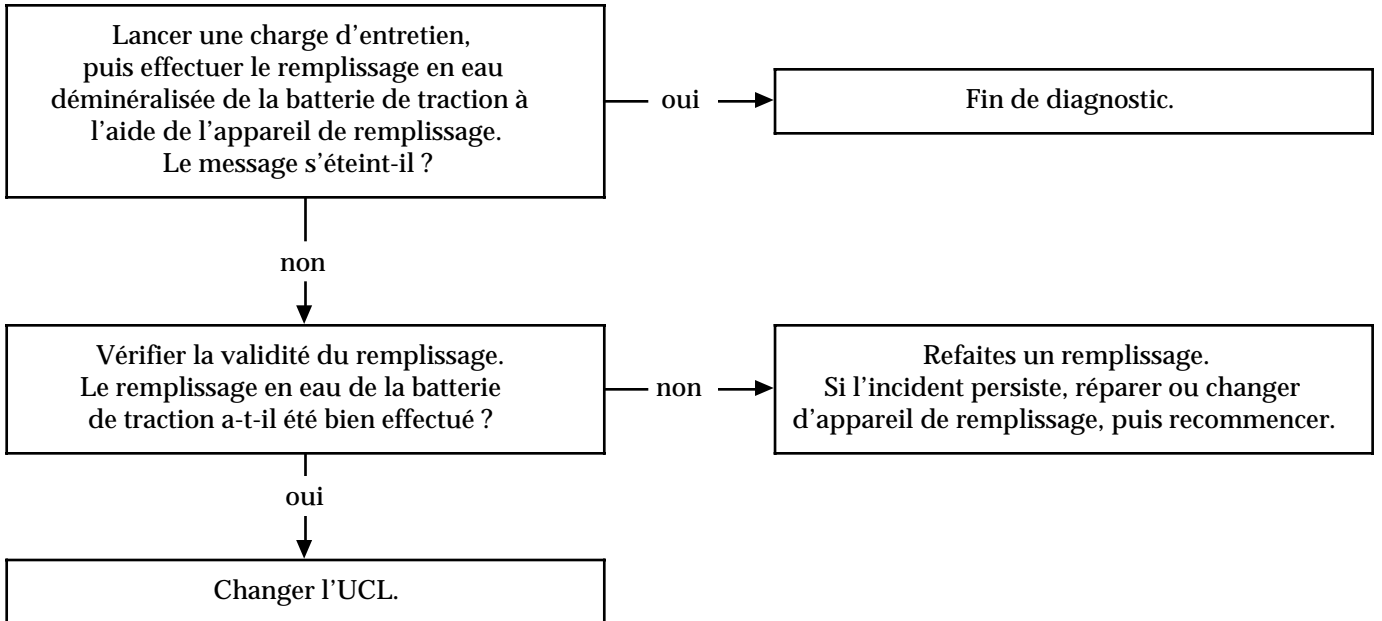 Lancer une charge d’entretien,
puis effectuer le remplissage en eau
déminéralisée de la batterie de traction à
l’aide de l’appareil de remplissage.
Le message s’éteint-il ?
oui
Fin de diagnostic.
non
Vérifier la validité du remplissage.
Le remplissage en eau de la batterie
de traction a-t-il été bien effectué ?
non
Refaites un remplissage.
Si l’incident persiste, réparer ou changer
d’appareil de remplissage, puis recommencer.
oui
Changer l’UCL.